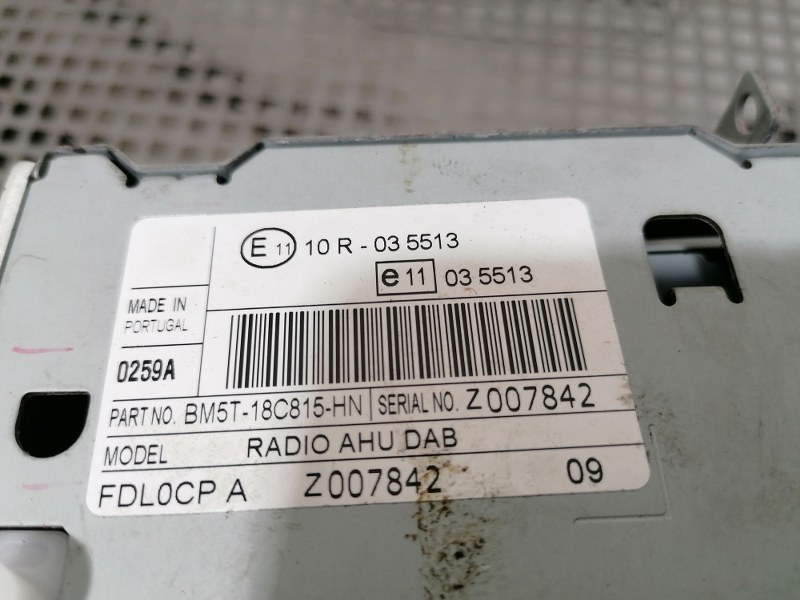 E 11 10 R - 03 5513
e 11 03 5513
MADE IN
PORTUGAL
0259A
PART NO. BM5T-18C815-HN SERIAL NO. Z007842
MODEL RADIO AHU DAB
FDL0CP A Z007842 09